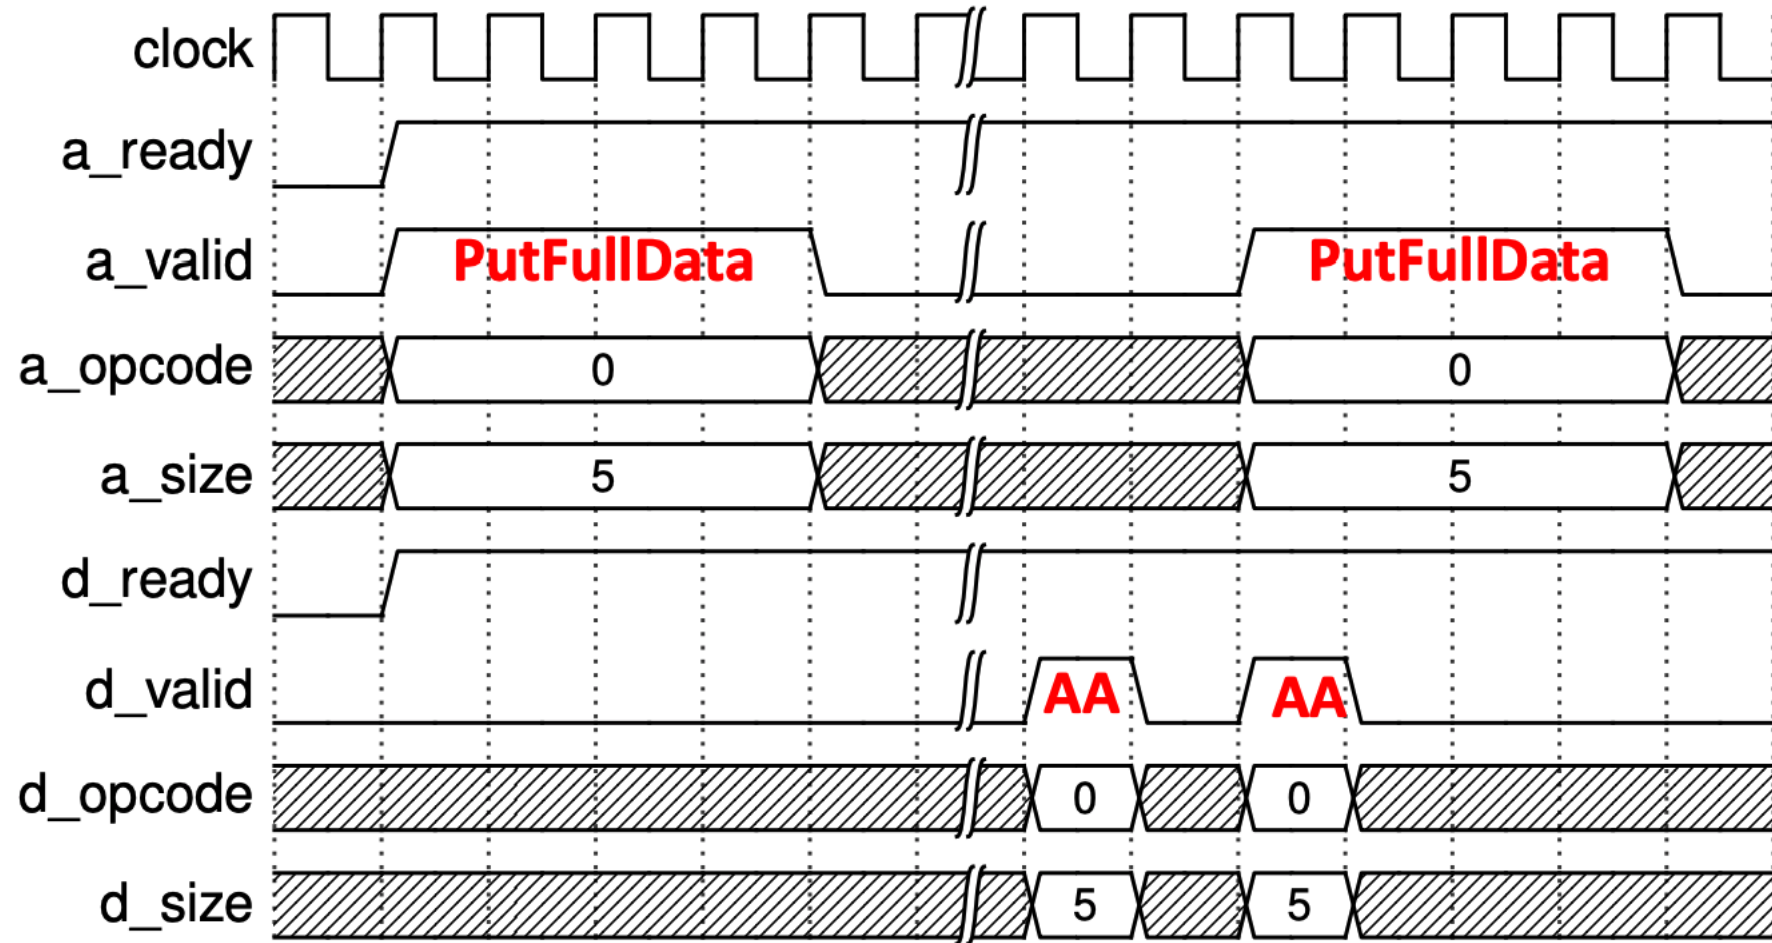 clock
a_ready
a_valid PutFullData PutFullData
a_opcode 0 0
a_size 5 5
d_ready
d_valid AA AA
d_opcode 0 0
d_size 5 5